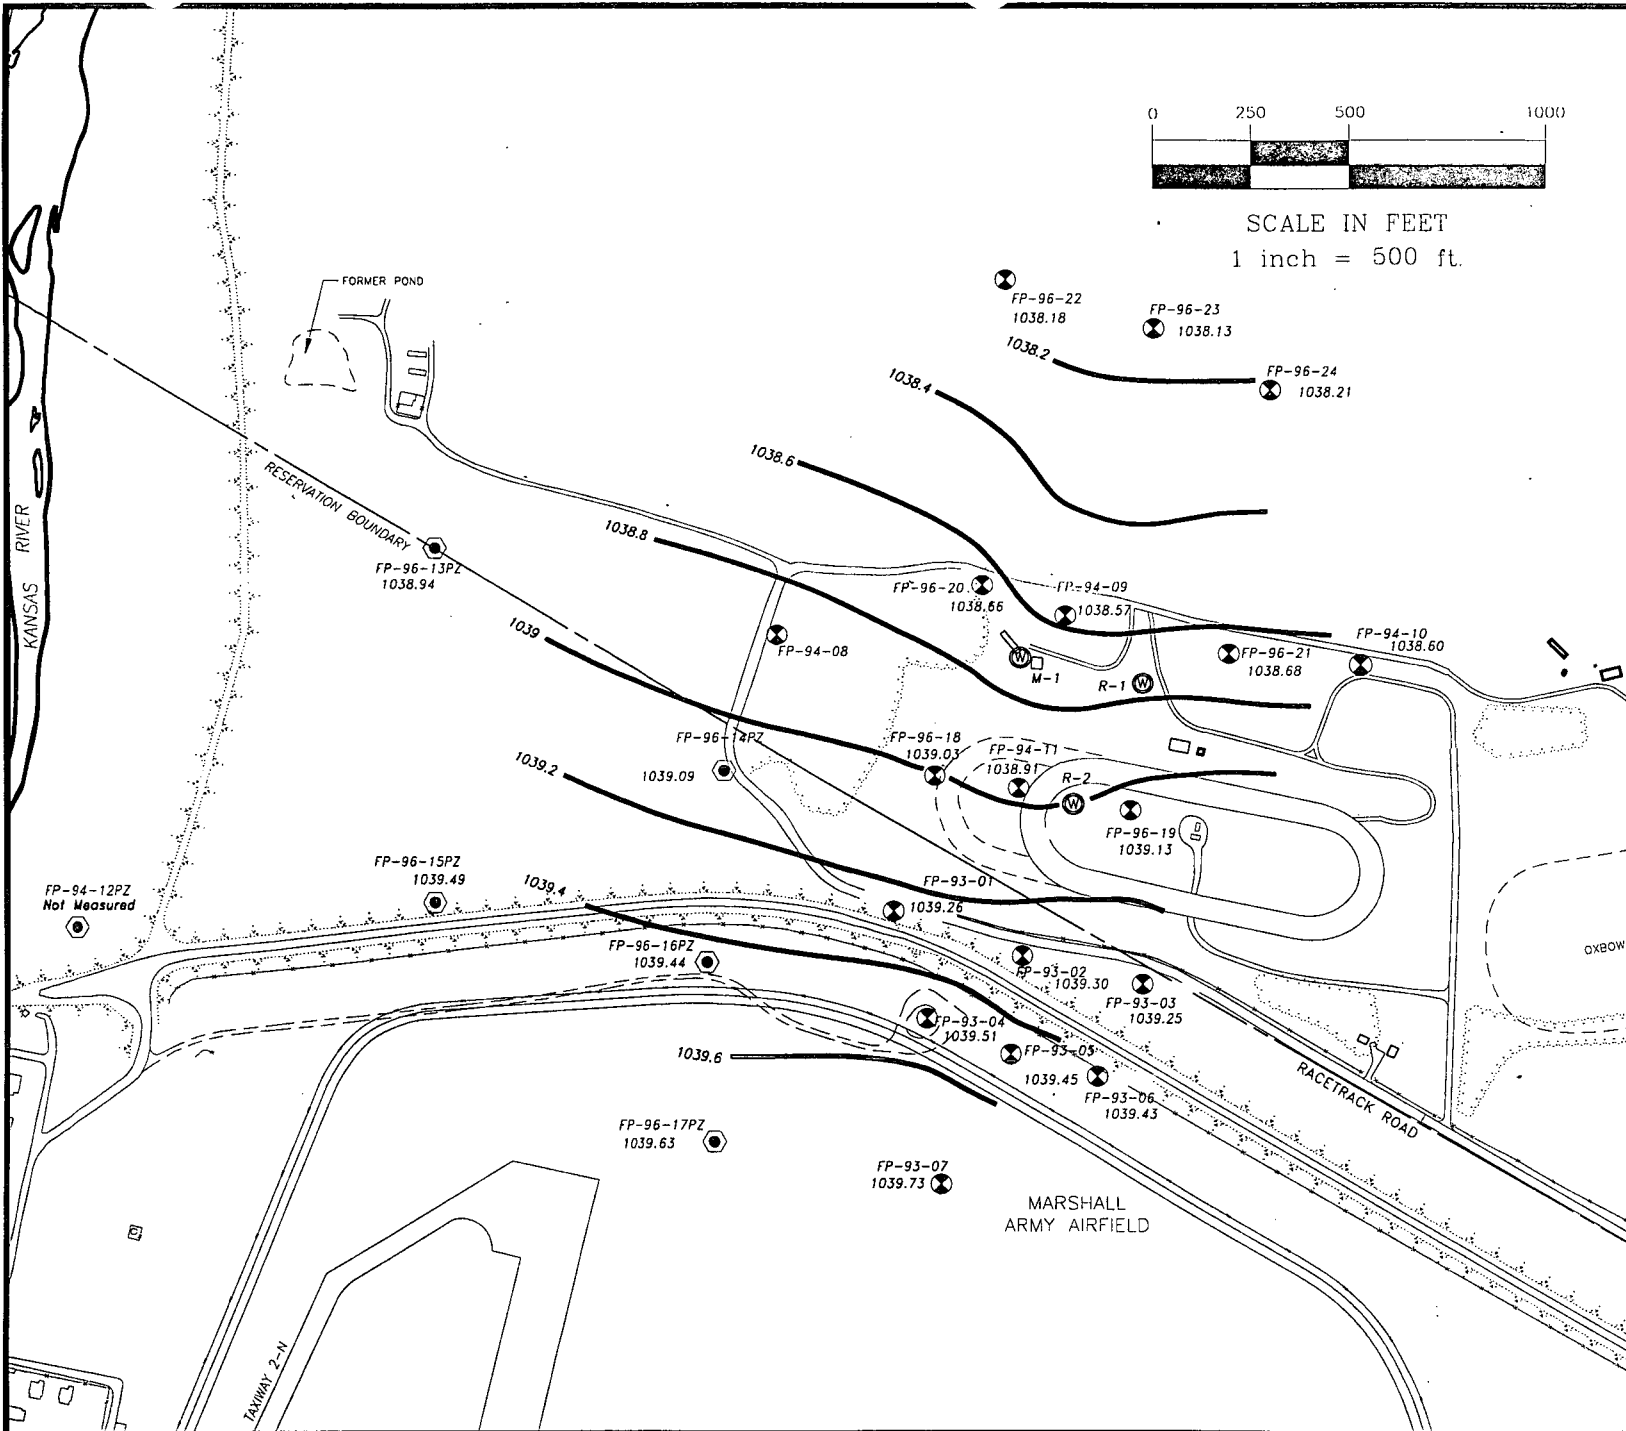 0 250 500 1000
SCALE IN FEET
1 inch = 500 ft.
FORMER POND
FP-96-22
1038.18
FP-96-23
1038.13
1038.2
FP-96-24
1038.21
1038.4
1038.6
RESERVATION BOUNDARY
KANSAS RIVER
1038.8
FP-96-13PZ
1038.94
FP-96-20
1038.66
FP-94-09
1038.57
1039
FP-94-08
FP-94-10
1038.60
FP-96-21
1038.68
M-1
R-1
FP-96-14PZ
1039.09
FP-96-18
1039.03
FP-94-11
1038.91
R-2
1039.2
FP-96-19
1039.13
FP-96-15PZ
1039.49
FP-94-12PZ
Not Measured
1039.4
FP-93-01
1039.26
FP-96-16PZ
1039.44
FP-93-02
1039.30
FP-93-03
1039.25
OXBOW
FP-93-04
1039.51
1039.6
FP-93-05
1039.45
FP-93-06
1039.43
RACETRACK ROAD
FP-96-17PZ
1039.63
FP-93-07
1039.73
MARSHALL
ARMY AIRFIELD
TAXIWAY 2-N
W
W
W